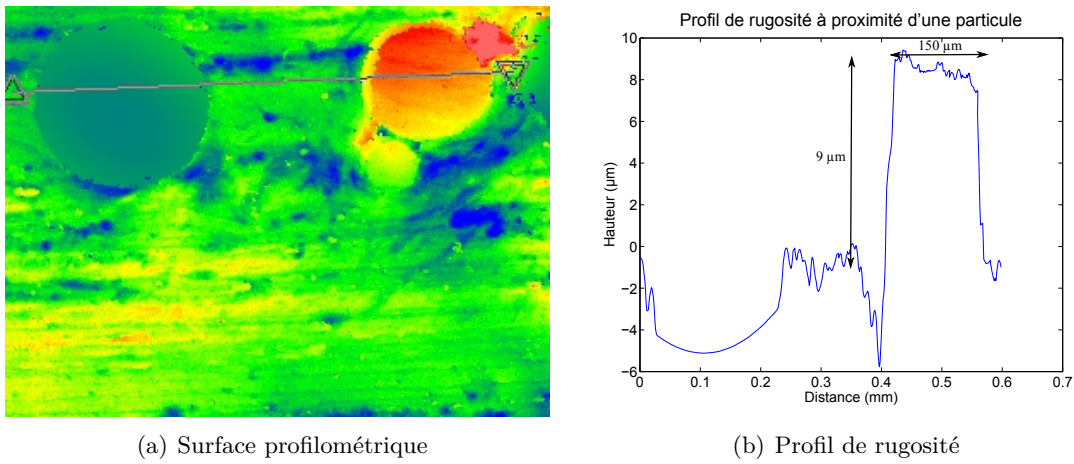 Profil de rugosité à proximité d'une particule
150 µm
9 µm
Hauteur (µm)
10
8
6
4
2
0
−2
−4
−6
0
0.1
0.2
0.3
0.4
0.5
0.6
0.7
Distance (mm)
(a) Surface profilométrique
(b) Profil de rugosité